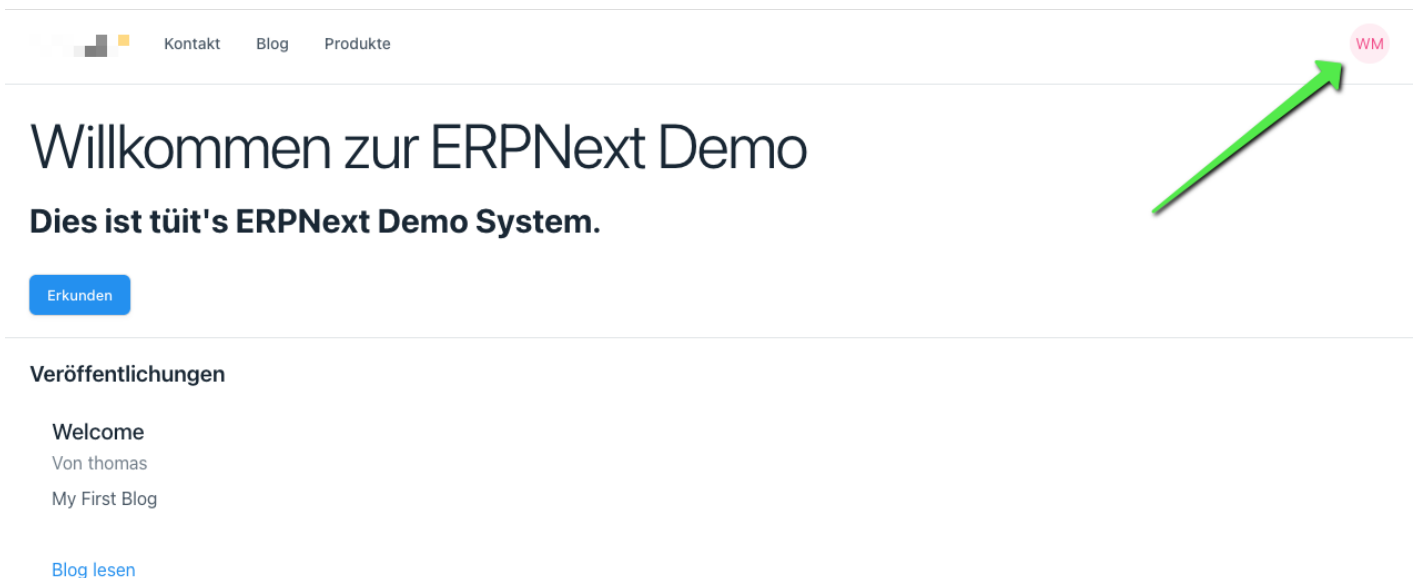 Kontakt Blog Produkte WM
Willkommen zur ERPNext Demo
Dies ist tüit's ERPNext Demo System.
Erkunden
Veröffentlichungen
Welcome
Von thomas
My First Blog
Blog lesen